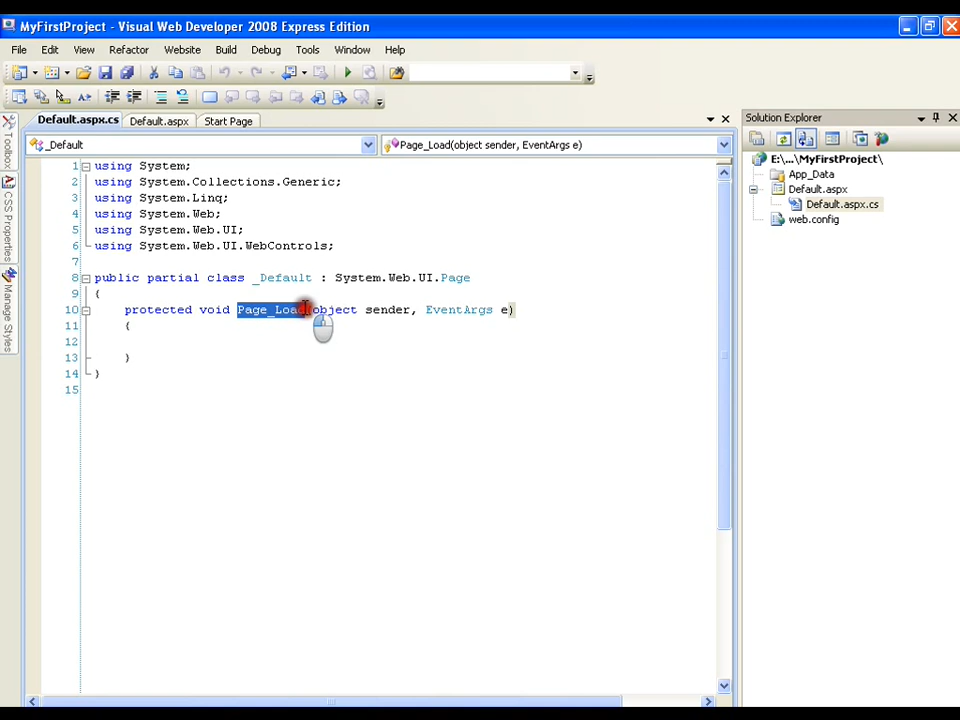 MyFirstProject - Visual Web Developer 2008 Express Edition
File Edit View Refactor Website Build Debug Tools Window Help
Default.aspx.cs Default.aspx Start Page
_Default Page_Load(object sender, EventArgs e)
1 using System;
2 using System.Collections.Generic;
3 using System.Linq;
4 using System.Web;
5 using System.Web.UI;
6 using System.Web.UI.WebControls;
7
8 public partial class _Default : System.Web.UI.Page
9 {
10 protected void Page_Load(object sender, EventArgs e)
11 {
12
13 }
14 }
15
Toolbox
CSS Properties
Manage Styles
Solution Explorer
E:\...\MyFirstProject\
App_Data
Default.aspx
Default.aspx.cs
web.config